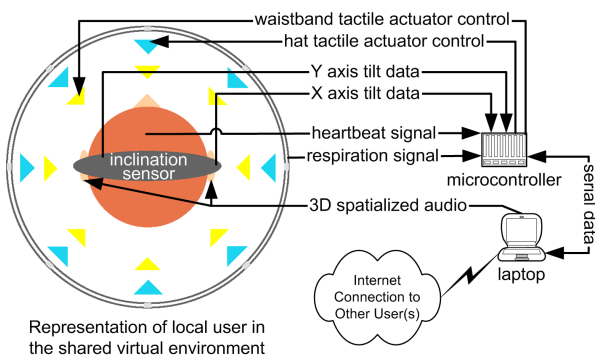 waistband tactile actuator control
hat tactile actuator control
Y axis tilt data
X axis tilt data
heartbeat signal
respiration signal
inclination
sensor
microcontroller
serial data
3D spatialized audio
laptop
Internet
Connection to
Other User(s)
Representation of local user in
the shared virtual environment